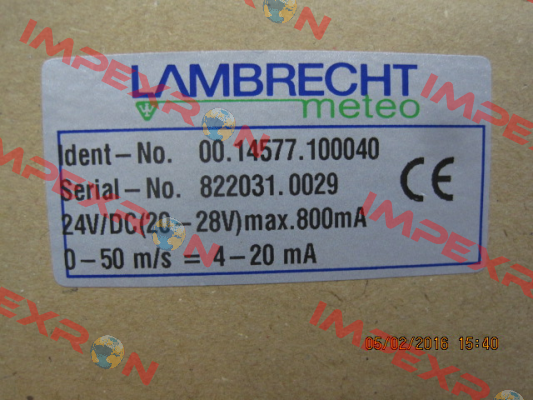 LAMBRECHT
meteo
Ident-No. 00.14577.100040
Serial-No. 822031.0029
24V/DC(20-28V)max.800mA
0-50 m/s = 4-20 mA
CE
05/02/2016 15:40
IMPEXRON
IMPEXRON
IMPEXRON
IMPEXRON
IMPEXRON